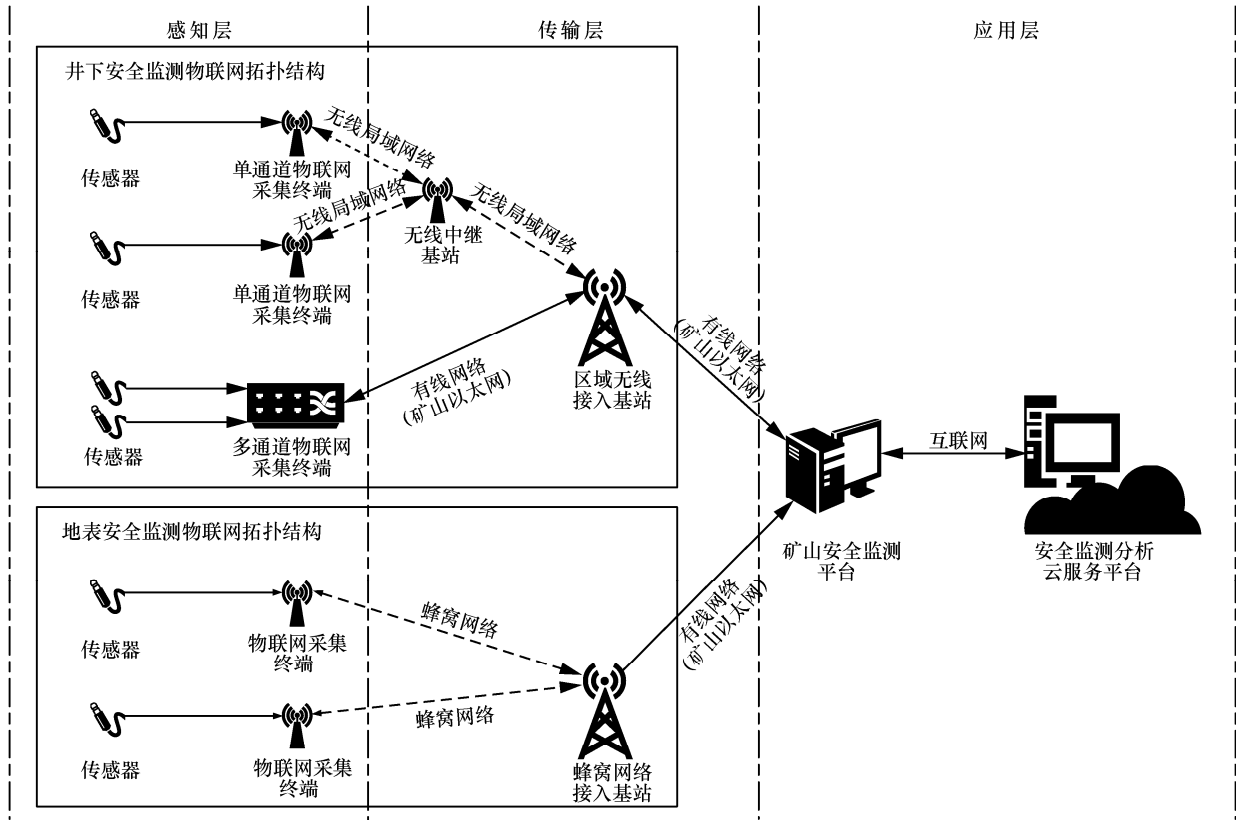 感知层
传输层
应用层
井下安全监测物联网拓扑结构
传感器
单通道物联网
采集终端
无线局域网络
传感器
单通道物联网
采集终端
无线局域网络
无线中继
基站
无线局域网络
传感器
多通道物联网
采集终端
有线网络
(矿山以太网)
区域无线
接入基站
有线网络
(矿山以太网)
矿山安全监测
平台
互联网
安全监测分析
云服务平台
地表安全监测物联网拓扑结构
传感器
物联网采集
终端
蜂窝网络
传感器
物联网采集
终端
蜂窝网络
蜂窝网络
接入基站
有线网络
(矿山以太网)